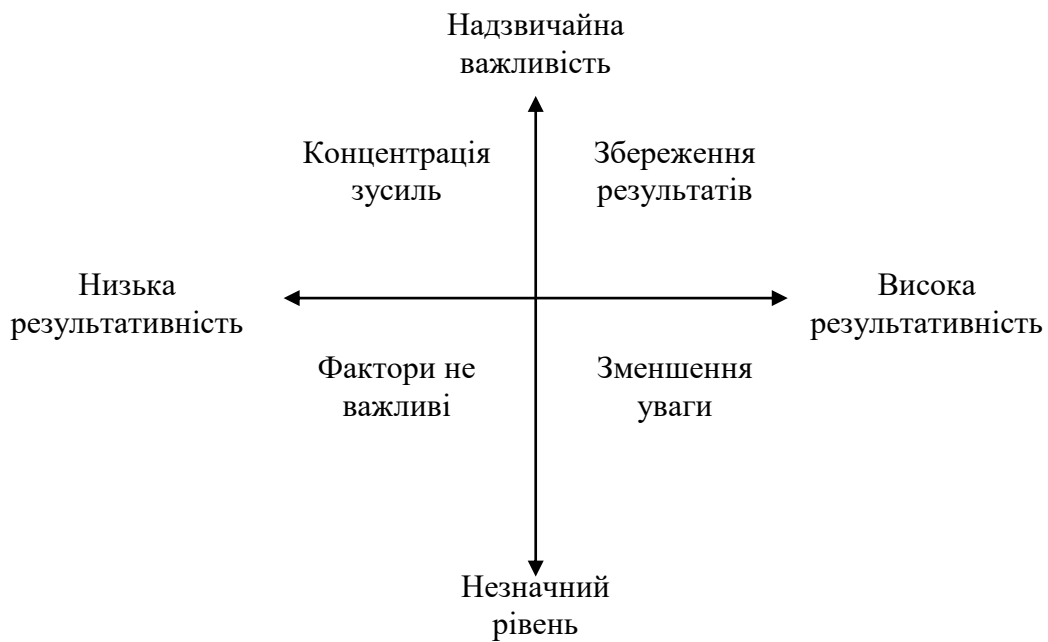 Надзвичайна
важливість
Концентрація
зусиль
Збереження
результатів
Низька
результативність
Висока
результативність
Фактори не
важливі
Зменшення
уваги
Незначний
рівень